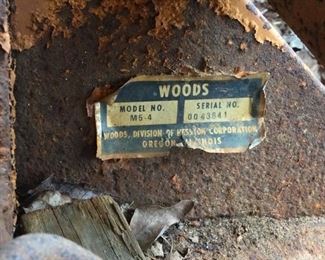 WOODS
MODEL NO. SERIAL NO.
M5-4 0043841
WOODS, DIVISION OF HESSTON CORPORATION
OREGON, ILLINOIS